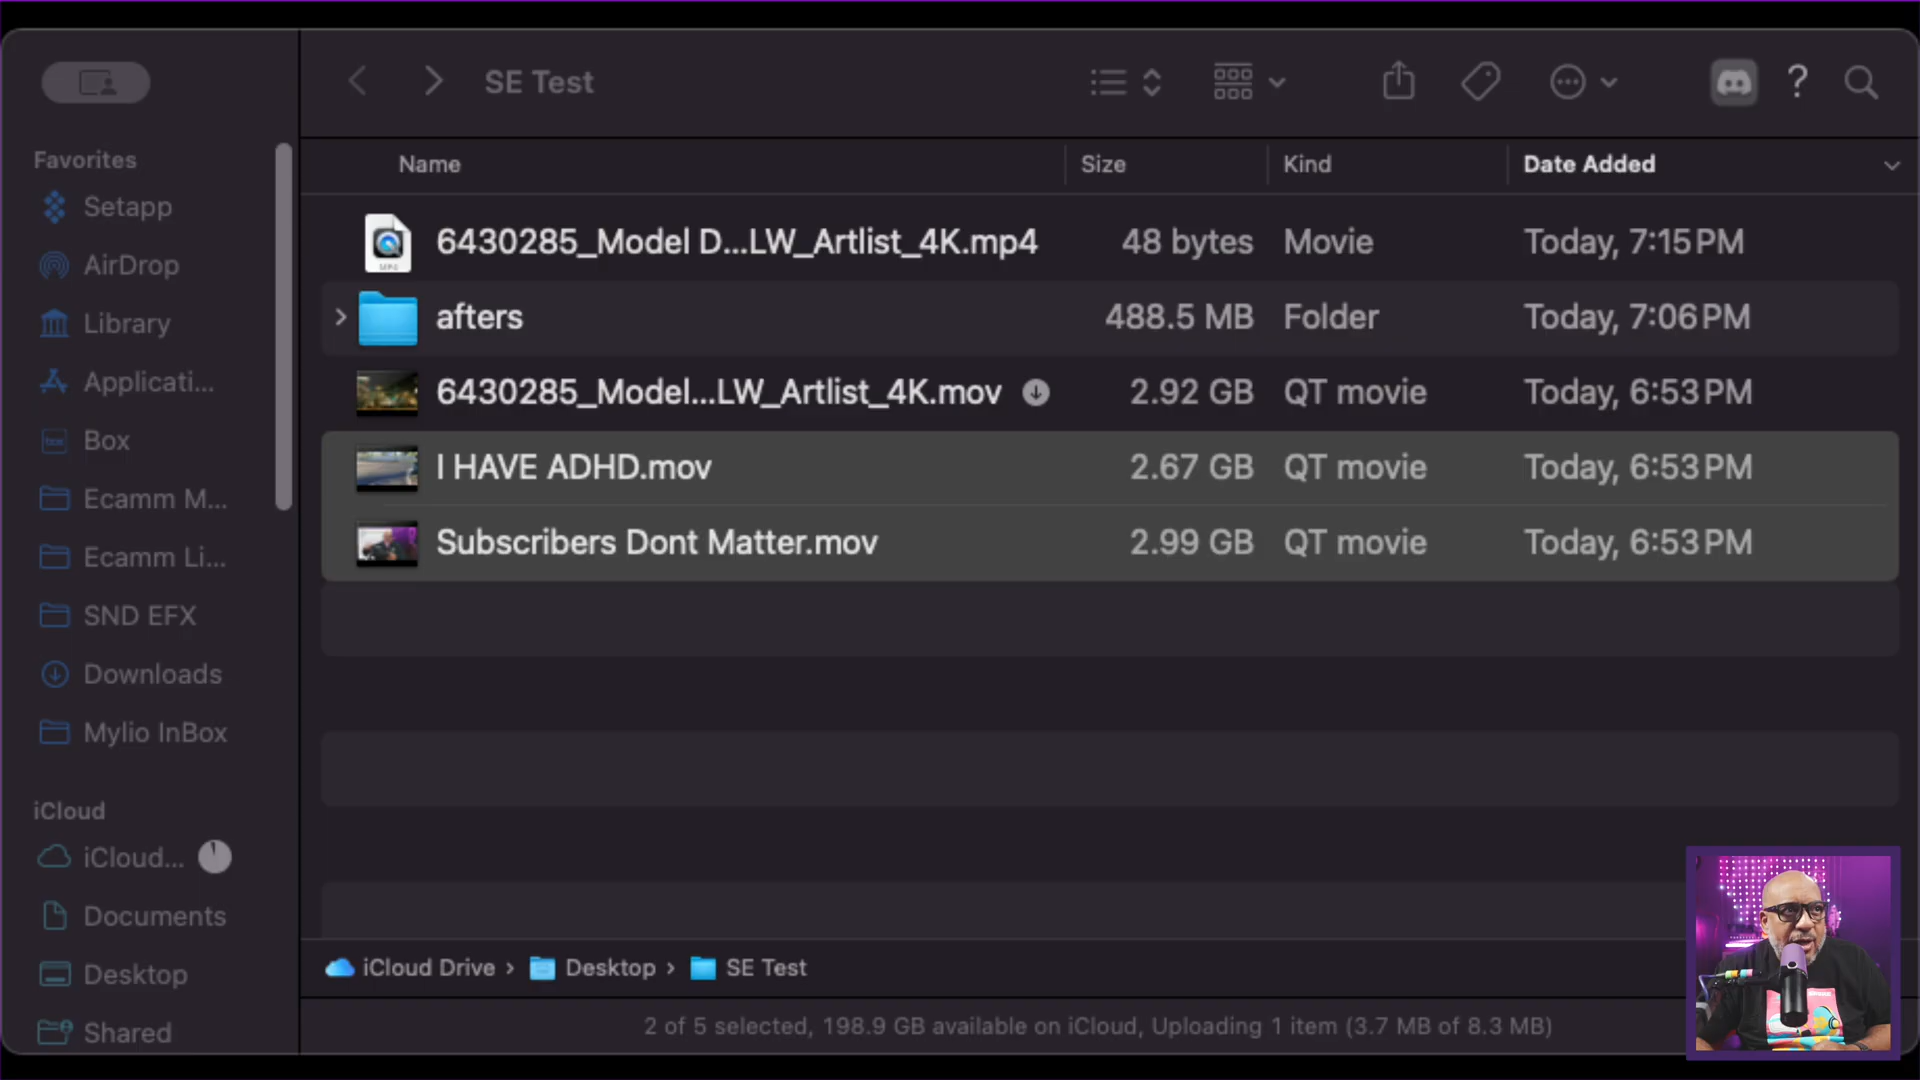 SE Test
?
Favorites
Setapp
AirDrop
Library
Applicati...
Box
Ecamm M...
Ecamm Li...
SND EFX
Downloads
Mylio InBox
iCloud
iCloud...
Documents
Desktop
Shared
Name Size Kind Date Added
6430285_Model D...LW_Artlist_4K.mp4 48 bytes Movie Today, 7:15 PM
afters 488.5 MB Folder Today, 7:06 PM
6430285_Model...LW_Artlist_4K.mov 2.92 GB QT movie Today, 6:53 PM
I HAVE ADHD.mov 2.67 GB QT movie Today, 6:53 PM
Subscribers Dont Matter.mov 2.99 GB QT movie Today, 6:53 PM
iCloud Drive › Desktop › SE Test
2 of 5 selected, 198.9 GB available on iCloud, Uploading 1 item (3.7 MB of 8.3 MB)